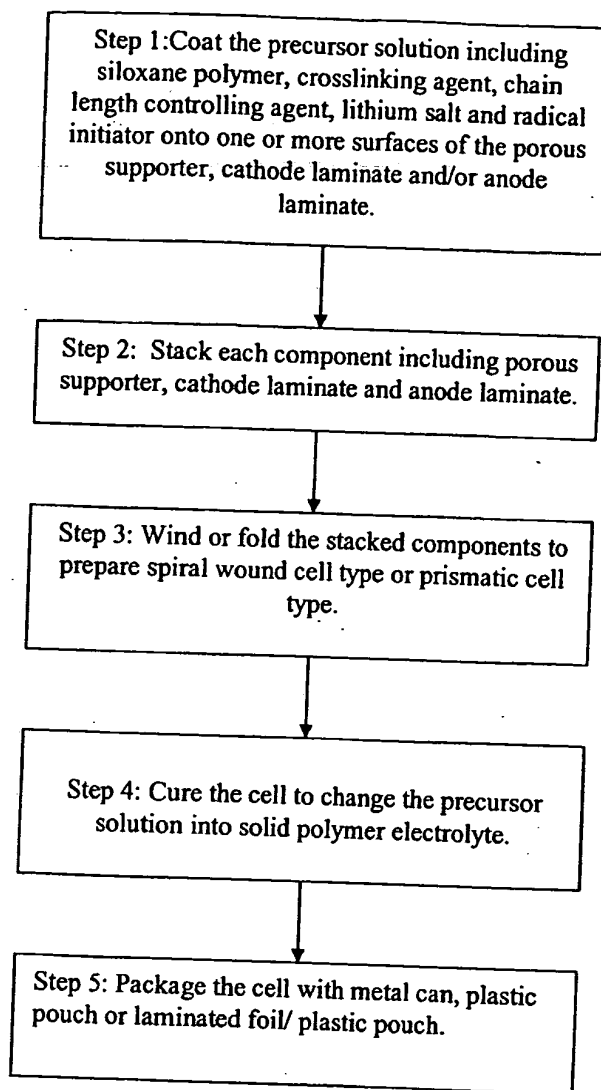 Step 1:Coat the precursor solution including
siloxane polymer, crosslinking agent, chain
length controlling agent, lithium salt and radical
initiator onto one or more surfaces of the porous
supporter, cathode laminate and/or anode
laminate.
Step 2: Stack each component including porous
supporter, cathode laminate and anode laminate.
Step 3: Wind or fold the stacked components to
prepare spiral wound cell type or prismatic cell
type.
Step 4: Cure the cell to change the precursor
solution into solid polymer electrolyte.
Step 5: Package the cell with metal can, plastic
pouch or laminated foil/ plastic pouch.